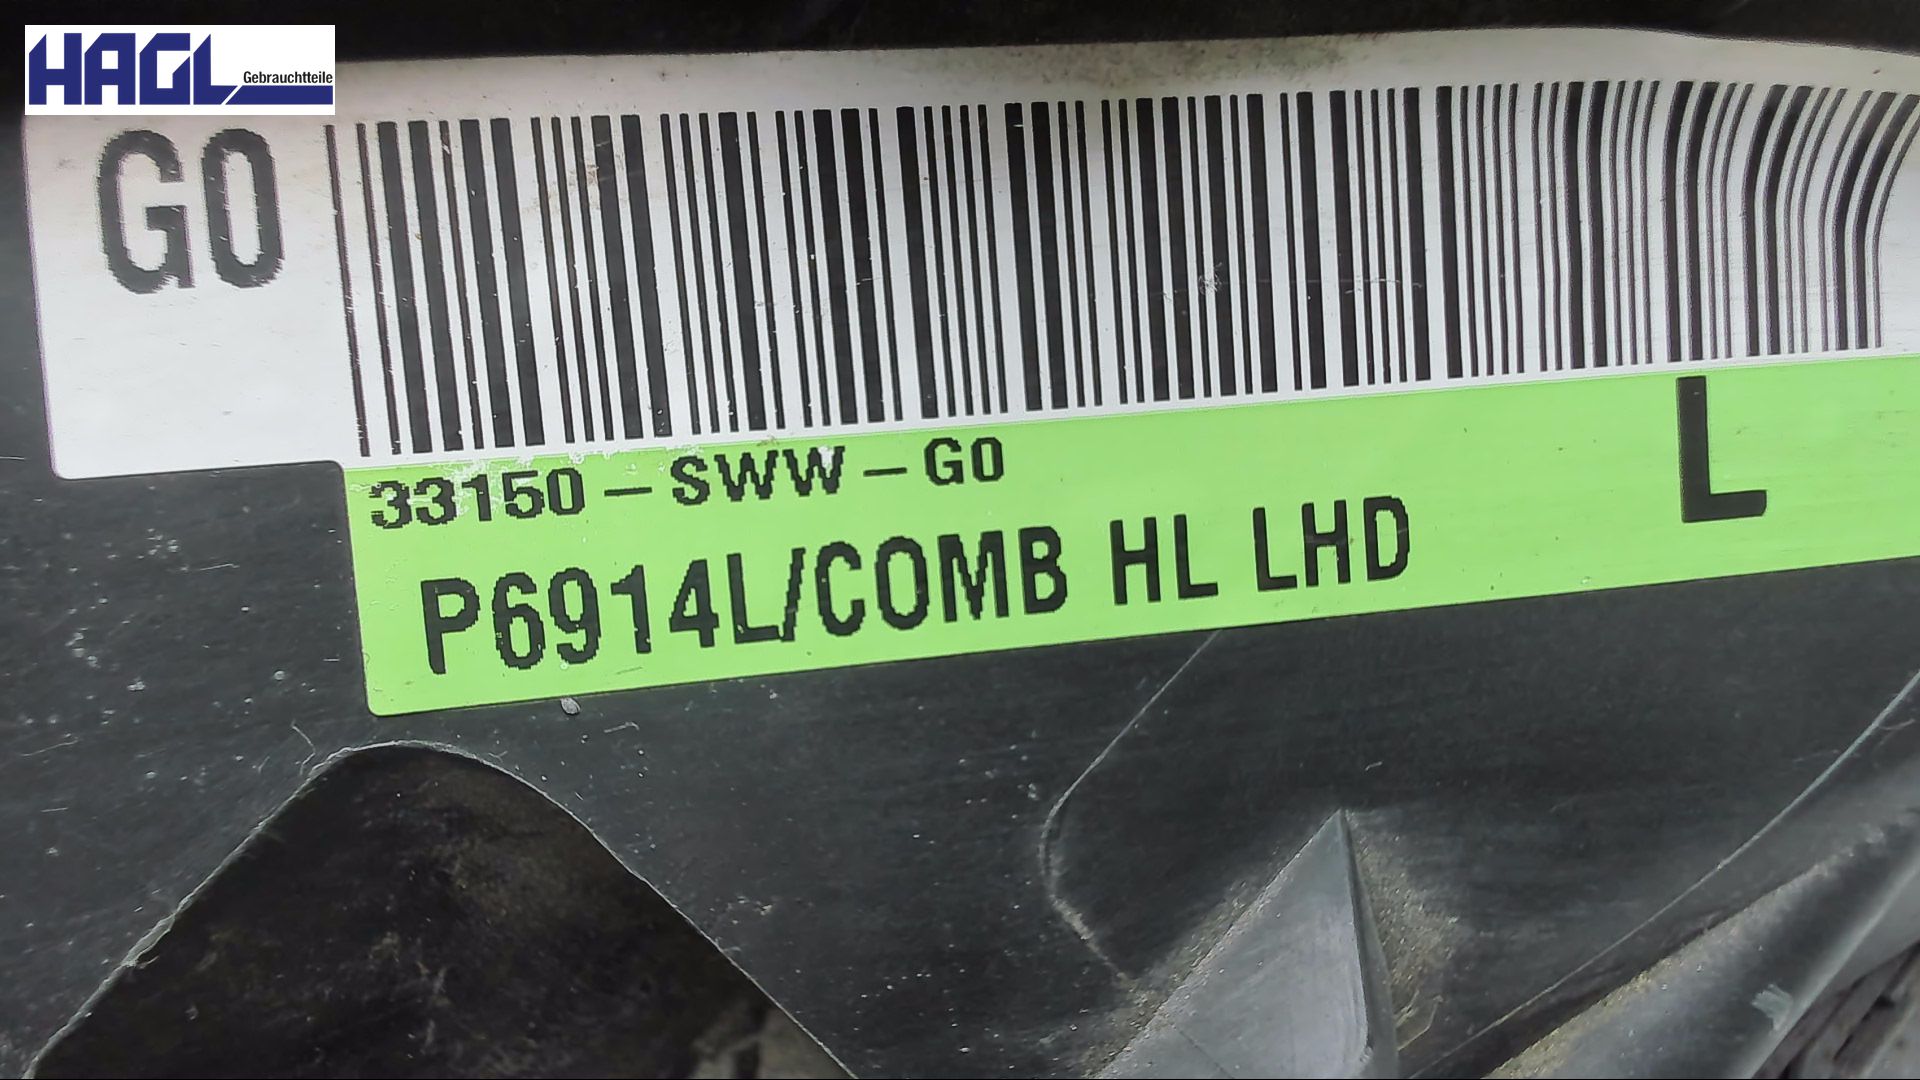 HAGL
Gebrauchtteile
G0
33150-SWW-G0
L
P6914L/COMB HL LHD